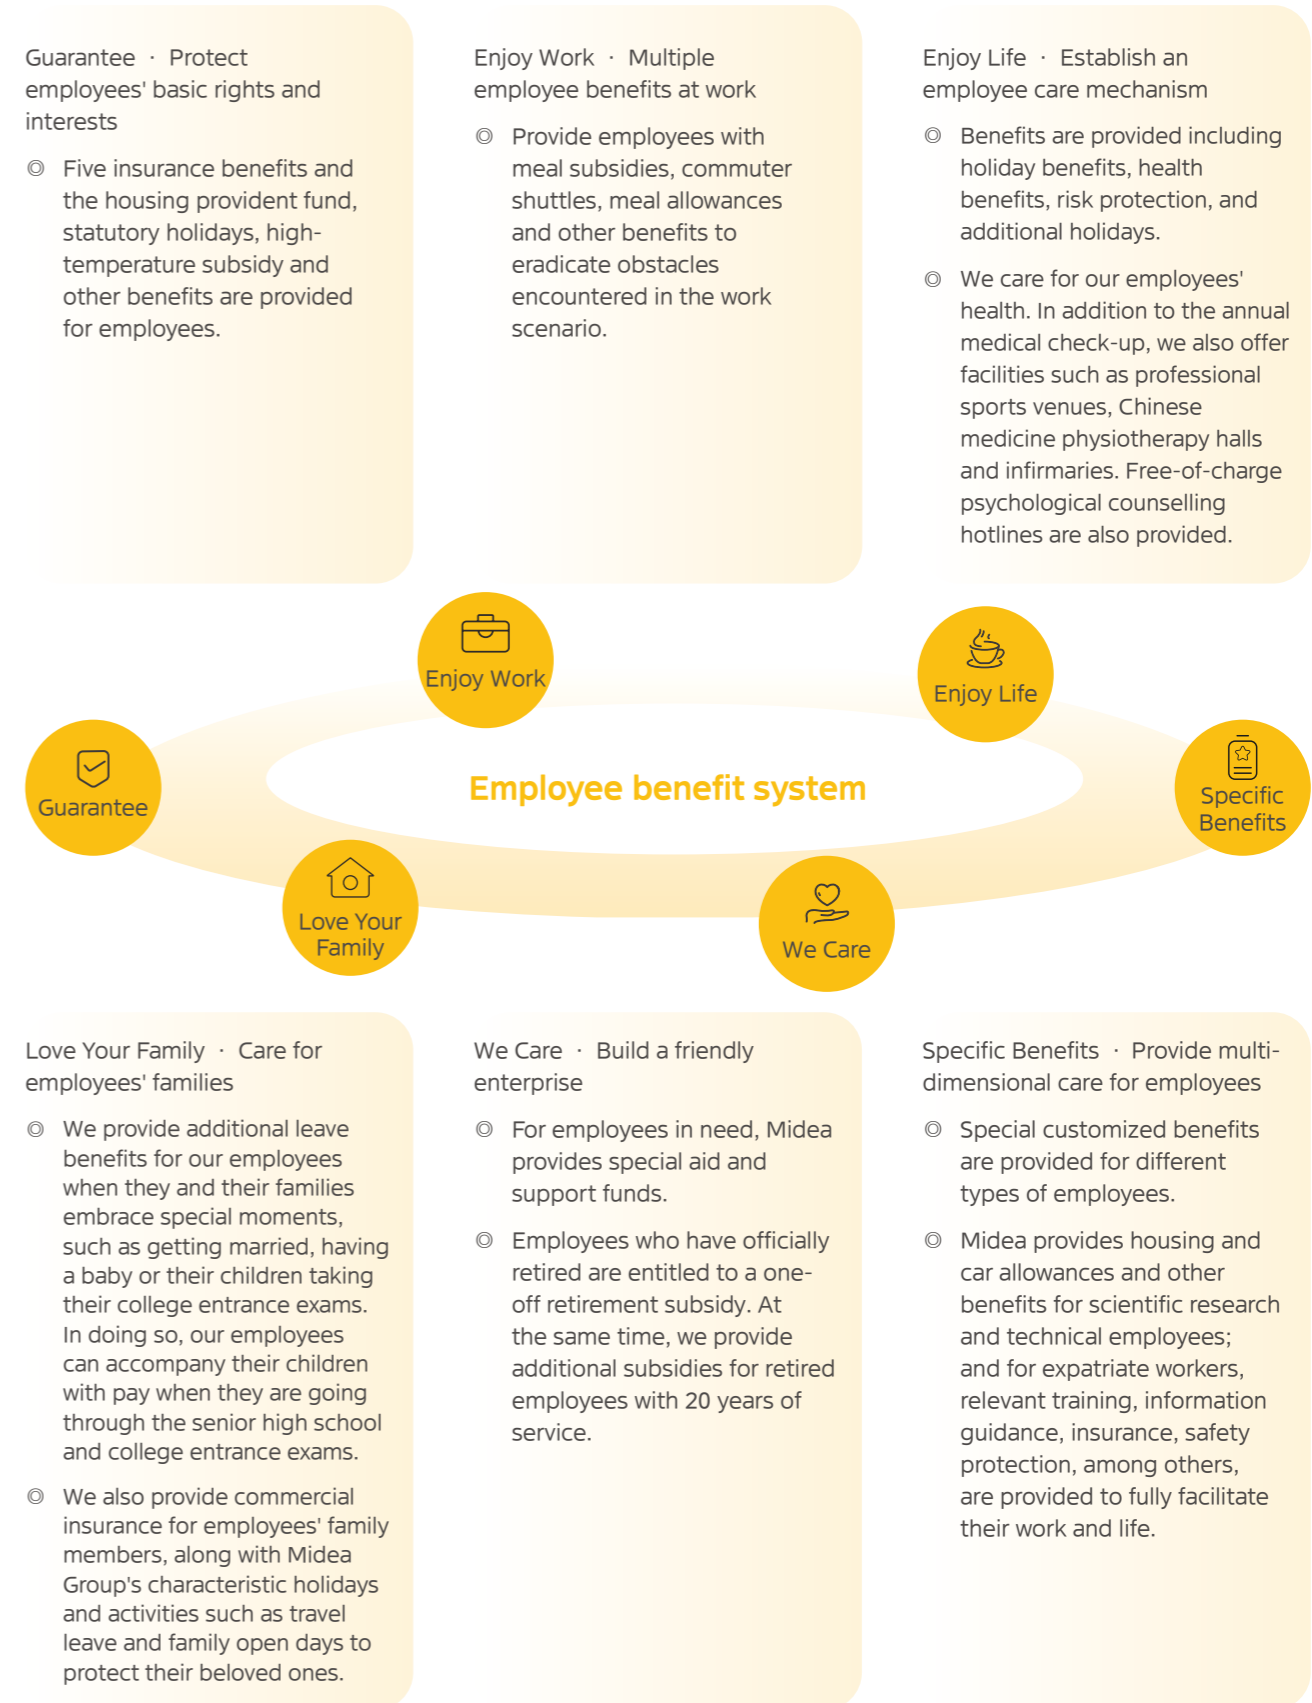 Guarantee · Protect
employees' basic rights and
interests
◎ Five insurance benefits and
the housing provident fund,
statutory holidays, high-
temperature subsidy and
other benefits are provided
for employees.
Enjoy Work · Multiple
employee benefits at work
◎ Provide employees with
meal subsidies, commuter
shuttles, meal allowances
and other benefits to
eradicate obstacles
encountered in the work
scenario.
Enjoy Life · Establish an
employee care mechanism
◎ Benefits are provided including
holiday benefits, health
benefits, risk protection, and
additional holidays.
◎ We care for our employees'
health. In addition to the annual
medical check-up, we also offer
facilities such as professional
sports venues, Chinese
medicine physiotherapy halls
and infirmaries. Free-of-charge
psychological counselling
hotlines are also provided.
Enjoy Work
Enjoy Life
Guarantee
Employee benefit system
Specific
Benefits
Love Your
Family
We Care
Love Your Family · Care for
employees' families
◎ We provide additional leave
benefits for our employees
when they and their families
embrace special moments,
such as getting married, having
a baby or their children taking
their college entrance exams.
In doing so, our employees
can accompany their children
with pay when they are going
through the senior high school
and college entrance exams.
◎ We also provide commercial
insurance for employees' family
members, along with Midea
Group's characteristic holidays
and activities such as travel
leave and family open days to
protect their beloved ones.
We Care · Build a friendly
enterprise
◎ For employees in need, Midea
provides special aid and
support funds.
◎ Employees who have officially
retired are entitled to a one-
off retirement subsidy. At
the same time, we provide
additional subsidies for retired
employees with 20 years of
service.
Specific Benefits · Provide multi-
dimensional care for employees
◎ Special customized benefits
are provided for different
types of employees.
◎ Midea provides housing and
car allowances and other
benefits for scientific research
and technical employees;
and for expatriate workers,
relevant training, information
guidance, insurance, safety
protection, among others,
are provided to fully facilitate
their work and life.